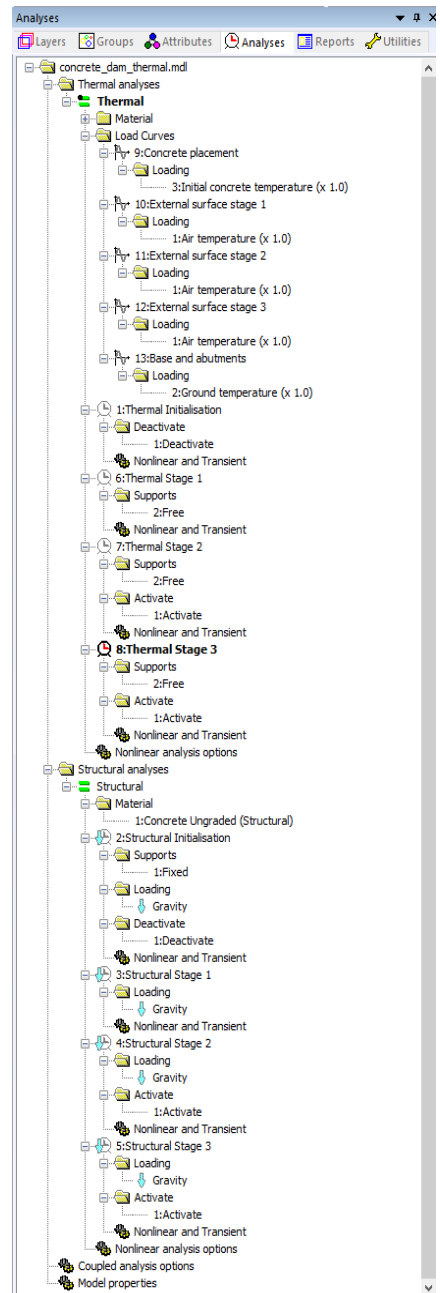 Analyses
Layers Groups Attributes Analyses Reports Utilities
concrete_dam_thermal.mdl
Thermal analyses
Thermal
Material
Load Curves
9:Concrete placement
Loading
3:Initial concrete temperature (x 1.0)
10:External surface stage 1
Loading
1:Air temperature (x 1.0)
11:External surface stage 2
Loading
1:Air temperature (x 1.0)
12:External surface stage 3
Loading
1:Air temperature (x 1.0)
13:Base and abutments
Loading
2:Ground temperature (x 1.0)
1:Thermal Initialisation
Deactivate
1:Deactivate
Nonlinear and Transient
6:Thermal Stage 1
Supports
2:Free
Nonlinear and Transient
7:Thermal Stage 2
Supports
2:Free
Activate
1:Activate
Nonlinear and Transient
8:Thermal Stage 3
Supports
2:Free
Activate
1:Activate
Nonlinear and Transient
Nonlinear analysis options
Structural analyses
Structural
Material
1:Concrete Ungraded (Structural)
2:Structural Initialisation
Supports
1:Fixed
Loading
Gravity
Deactivate
1:Deactivate
Nonlinear and Transient
3:Structural Stage 1
Loading
Gravity
Nonlinear and Transient
4:Structural Stage 2
Loading
Gravity
Activate
1:Activate
Nonlinear and Transient
5:Structural Stage 3
Loading
Gravity
Activate
1:Activate
Nonlinear and Transient
Nonlinear analysis options
Coupled analysis options
Model properties